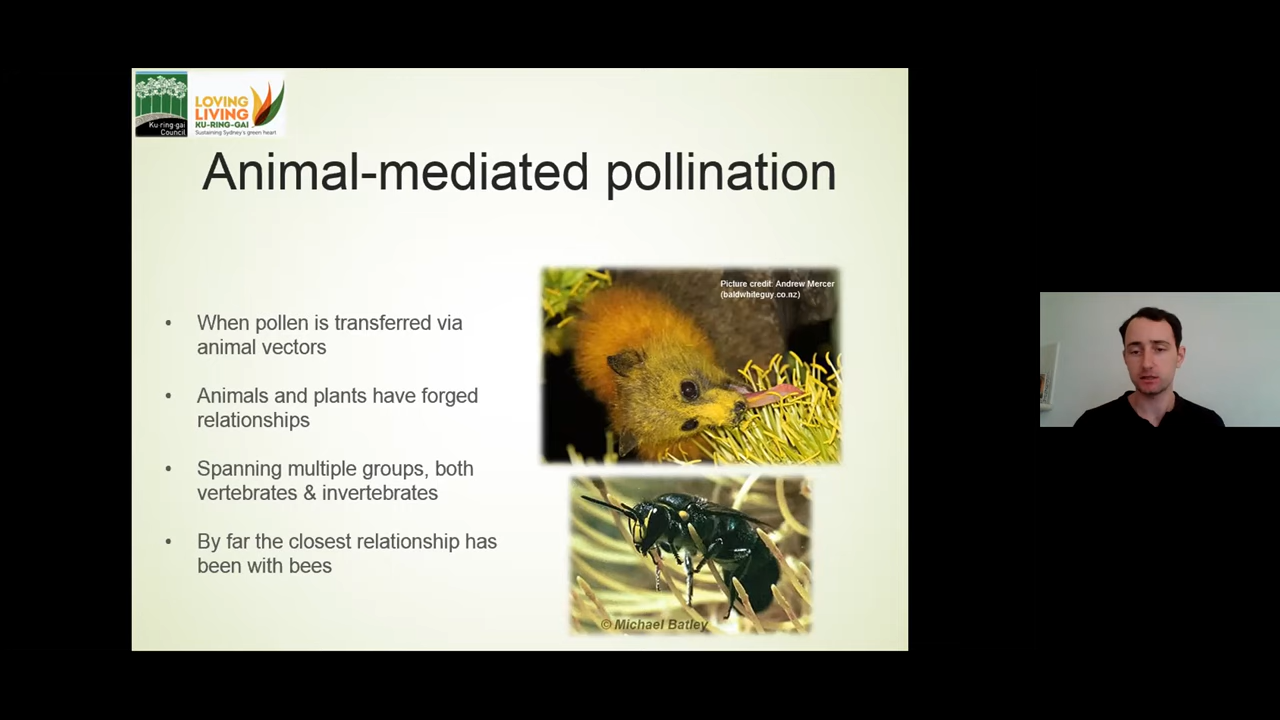 Ku-ring-gai
Council
LOVING
LIVING
KU-RING-GAI
Sustaining Sydney's green heart
Animal-mediated pollination
• When pollen is transferred via
animal vectors
• Animals and plants have forged
relationships
• Spanning multiple groups, both
vertebrates & invertebrates
• By far the closest relationship has
been with bees
Picture credit: Andrew Mercer
(baldwhiteguy.co.nz)
© Michael Batley